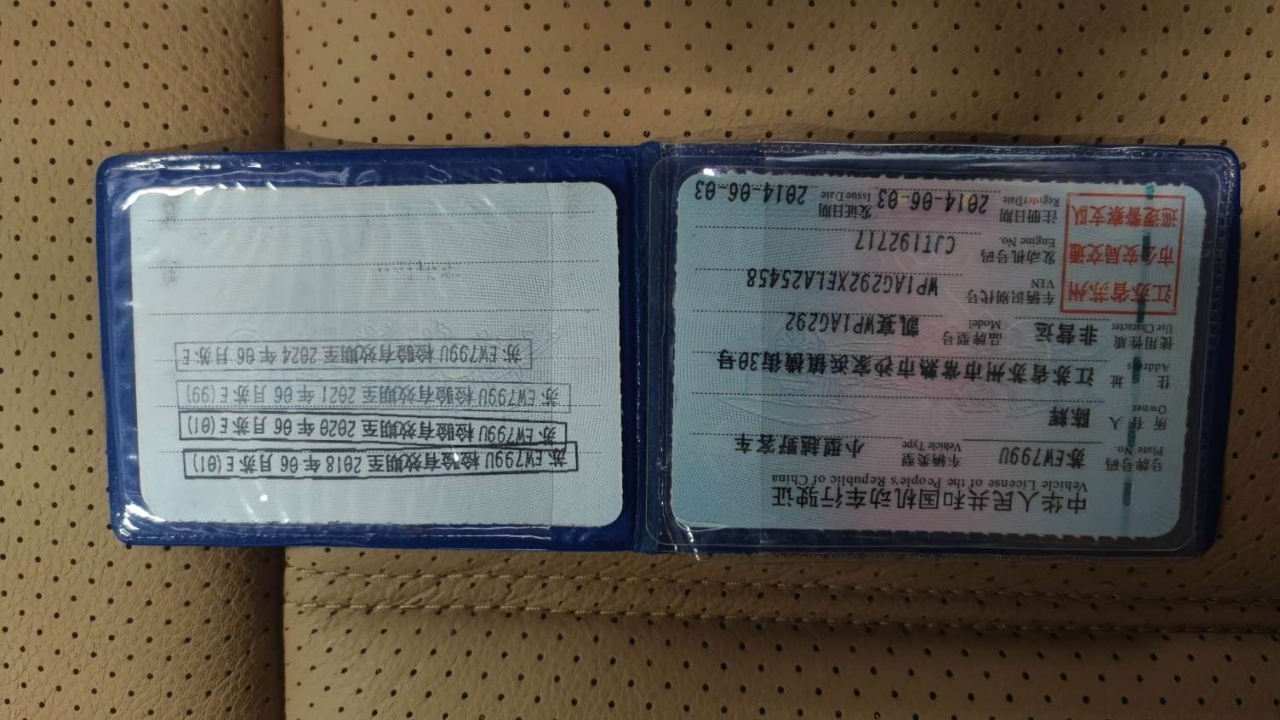 中华人民共和国机动车行驶证
Vehicle License of the People's Republic of China
号牌号码 苏EW799U 车辆类型 小型越野客车
Plate No. Vehicle Type
所有人 陈辉
Owner
住址 江苏省苏州市常熟市沙家浜镇横街30号
Address
使用性质 非营运 品牌型号 凯宴WP1AG292
Use Character Model
江苏省苏州
市公安局交通
巡逻警察支队
车辆识别代号 WP1AG292XELA25458
VIN
发动机号码 CJT192717
Engine No.
注册日期 2014-06-03 发证日期 2014-06-03
Register Date Issue Date
苏EW799U 检验有效期至2018年06月苏E(01)
苏EW799U 检验有效期至2020年06月苏E(01)
苏EW799U 检验有效期至2021年06月苏E(99)
苏EW799U 检验有效期至2024年06月苏E